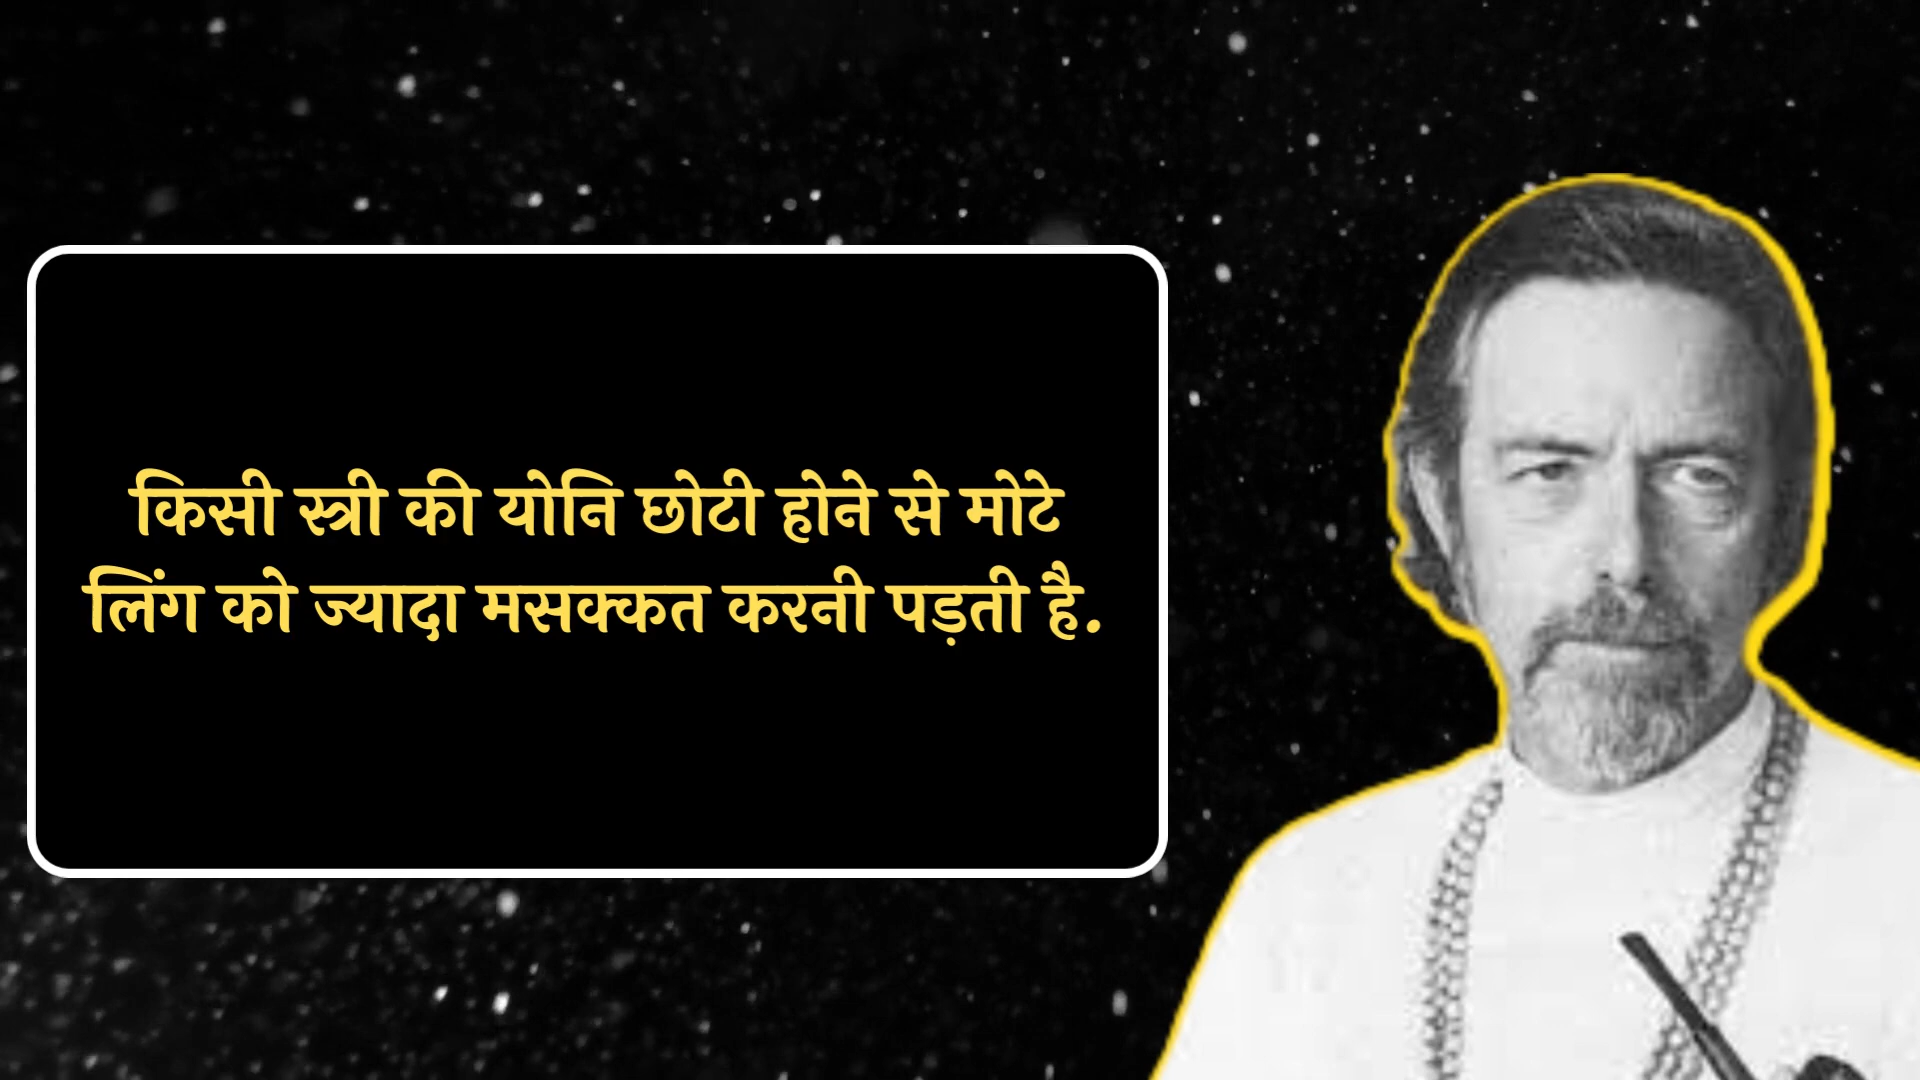 किसी स्त्री की योनि छोटी होने से मोटे
लिंग को ज्यादा मसक्कत करनी पड़ती है.